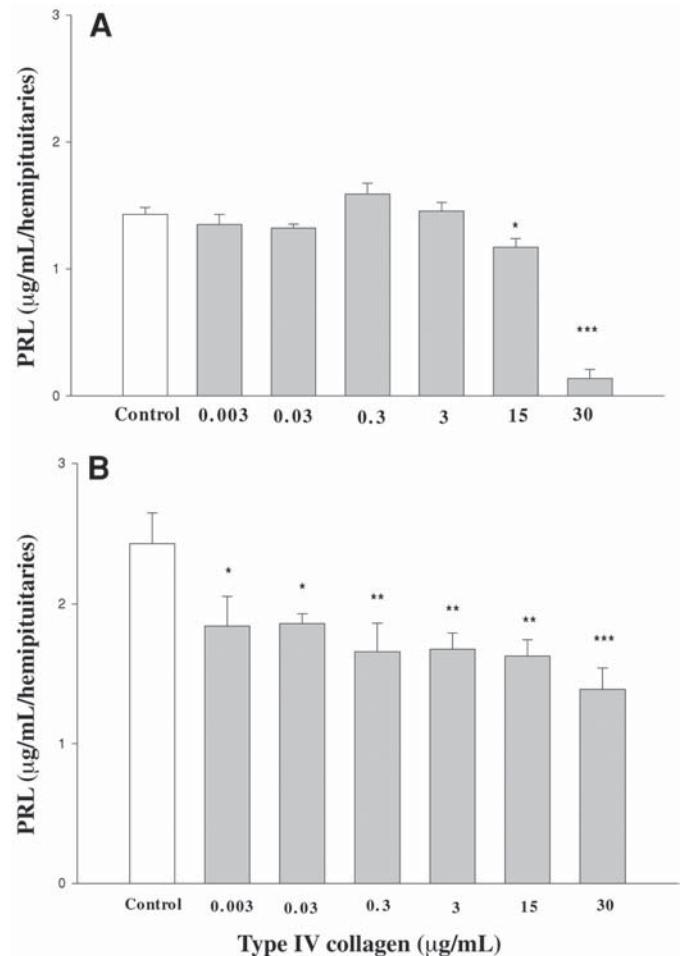 A
3
2
1
0
PRL (µg/mL/hemipituitaries)
*
***
Control 0.003 0.03 0.3 3 15 30
B
3
2
1
0
PRL (µg/mL/hemipituitaries)
* * ** ** ** ***
Control 0.003 0.03 0.3 3 15 30
Type IV collagen (µg/mL)